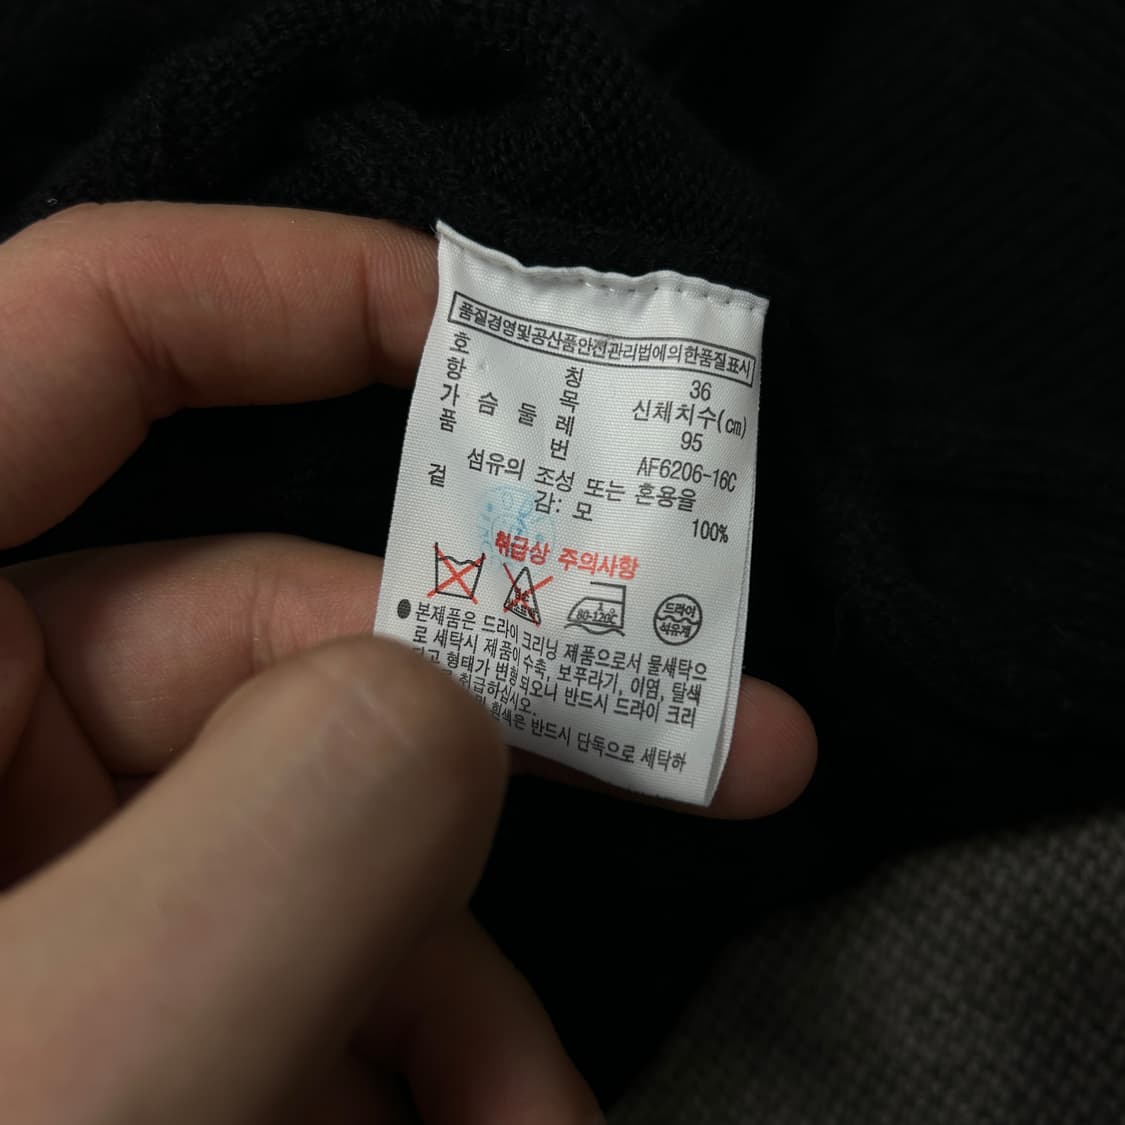 품질경영및공산품안전관리법에의한품질표시
호 칭 36
항 목 신체치수(cm)
가 슴 둘 레 95
품 번 AF6206-16C
섬유의 조성 또는 혼용율
겉 감: 모 100%
취급상 주의사항
80-120℃
드라이
석유계
● 본제품은 드라이 크리닝 제품으로서 물세탁으
로 세탁시 제품이 수축, 보푸라기, 이염, 탈색
되고 형태가 변형되오니 반드시 드라이 크리
취급하십시오.
흰색은 반드시 단독으로 세탁하